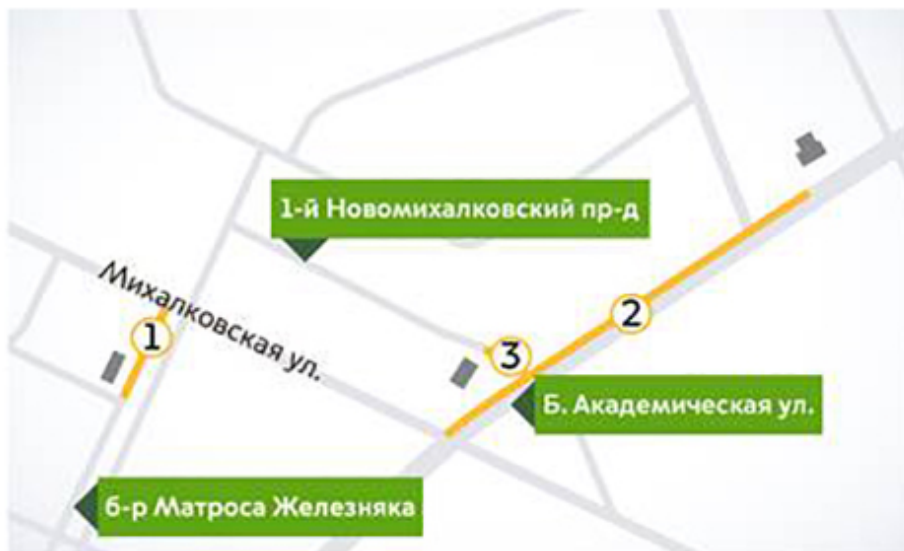 1-й Новомихалковский пр-д
Михалковская ул.
1
2
3
Б. Академическая ул.
б-р Матроса Железняка